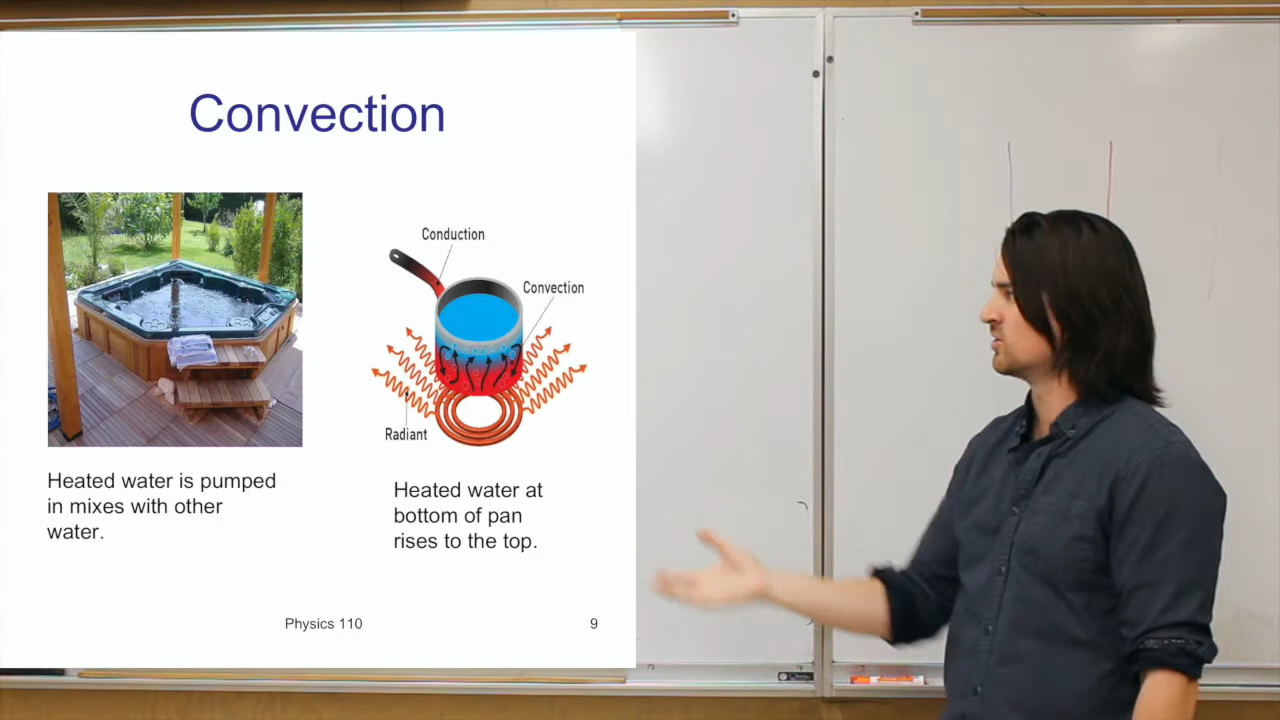 Convection
Conduction
Convection
Radiant
Heated water is pumped
in mixes with other
water.
Heated water at
bottom of pan
rises to the top.
Physics 110
9